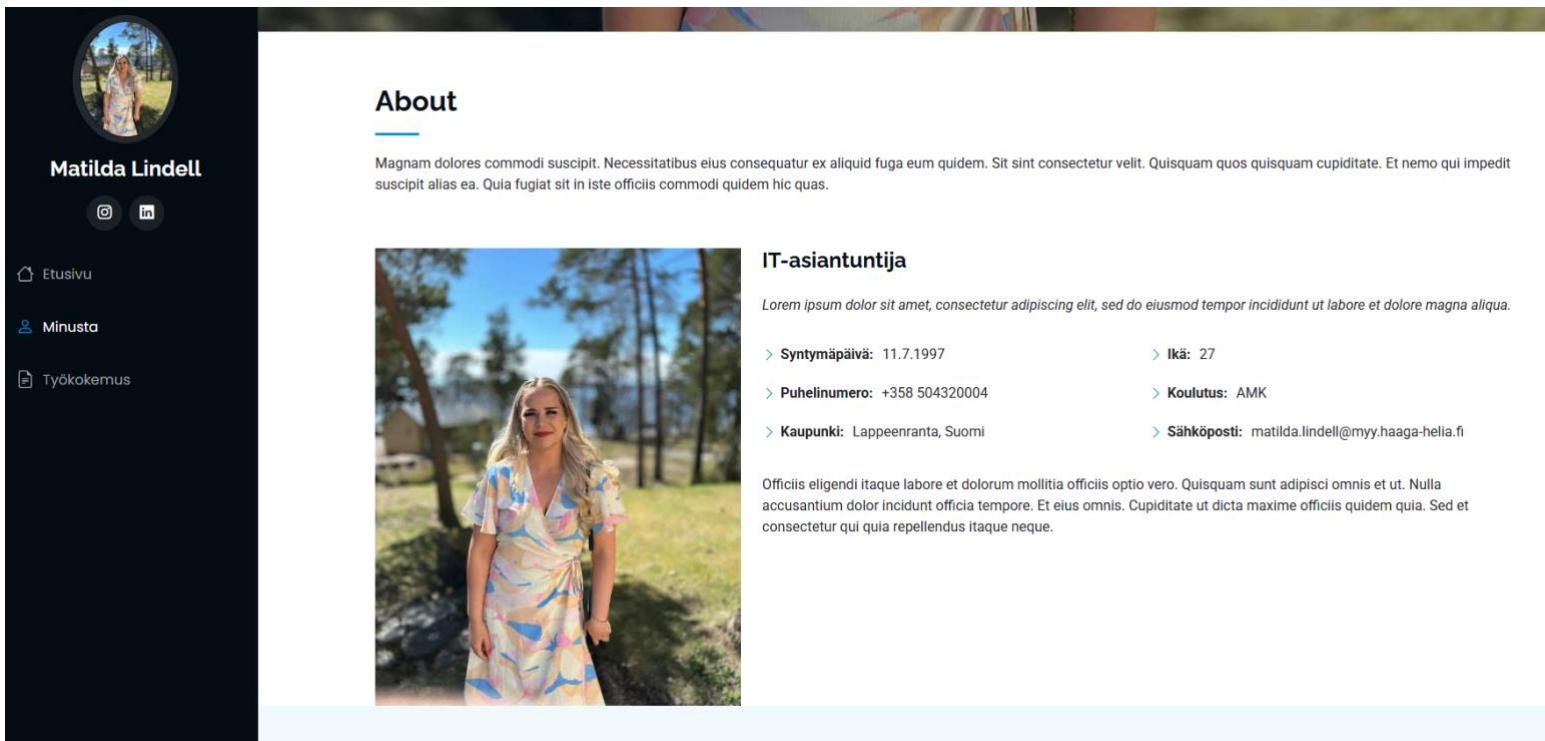 Matilda Lindell
Etusivu
Minusta
Työkokemus
About
Magnam dolores commodi suscipit. Necessitatibus eius consequatur ex aliquid fuga eum quidem. Sit sint consectetur velit. Quisquam quos quisquam cupiditate. Et nemo qui impedit
suscipit alias ea. Quia fugiat sit in iste officiis commodi quidem hic quas.
IT-asiantuntija
Lorem ipsum dolor sit amet, consectetur adipiscing elit, sed do eiusmod tempor incididunt ut labore et dolore magna aliqua.
Syntymäpäivä: 11.7.1997
Ikä: 27
Puhelinumero: +358 504320004
Koulutus: AMK
Kaupunki: Lappeenranta, Suomi
Sähköposti: matilda.lindell@myy.haaga-helia.fi
Officiis eligendi itaque labore et dolorum mollitia officiis optio vero. Quisquam sunt adipisci omnis et ut. Nulla
accusantium dolor incidunt officia tempore. Et eius omnis. Cupiditate ut dicta maxime officiis quidem quia. Sed et
consectetur qui quia repellendus itaque neque.